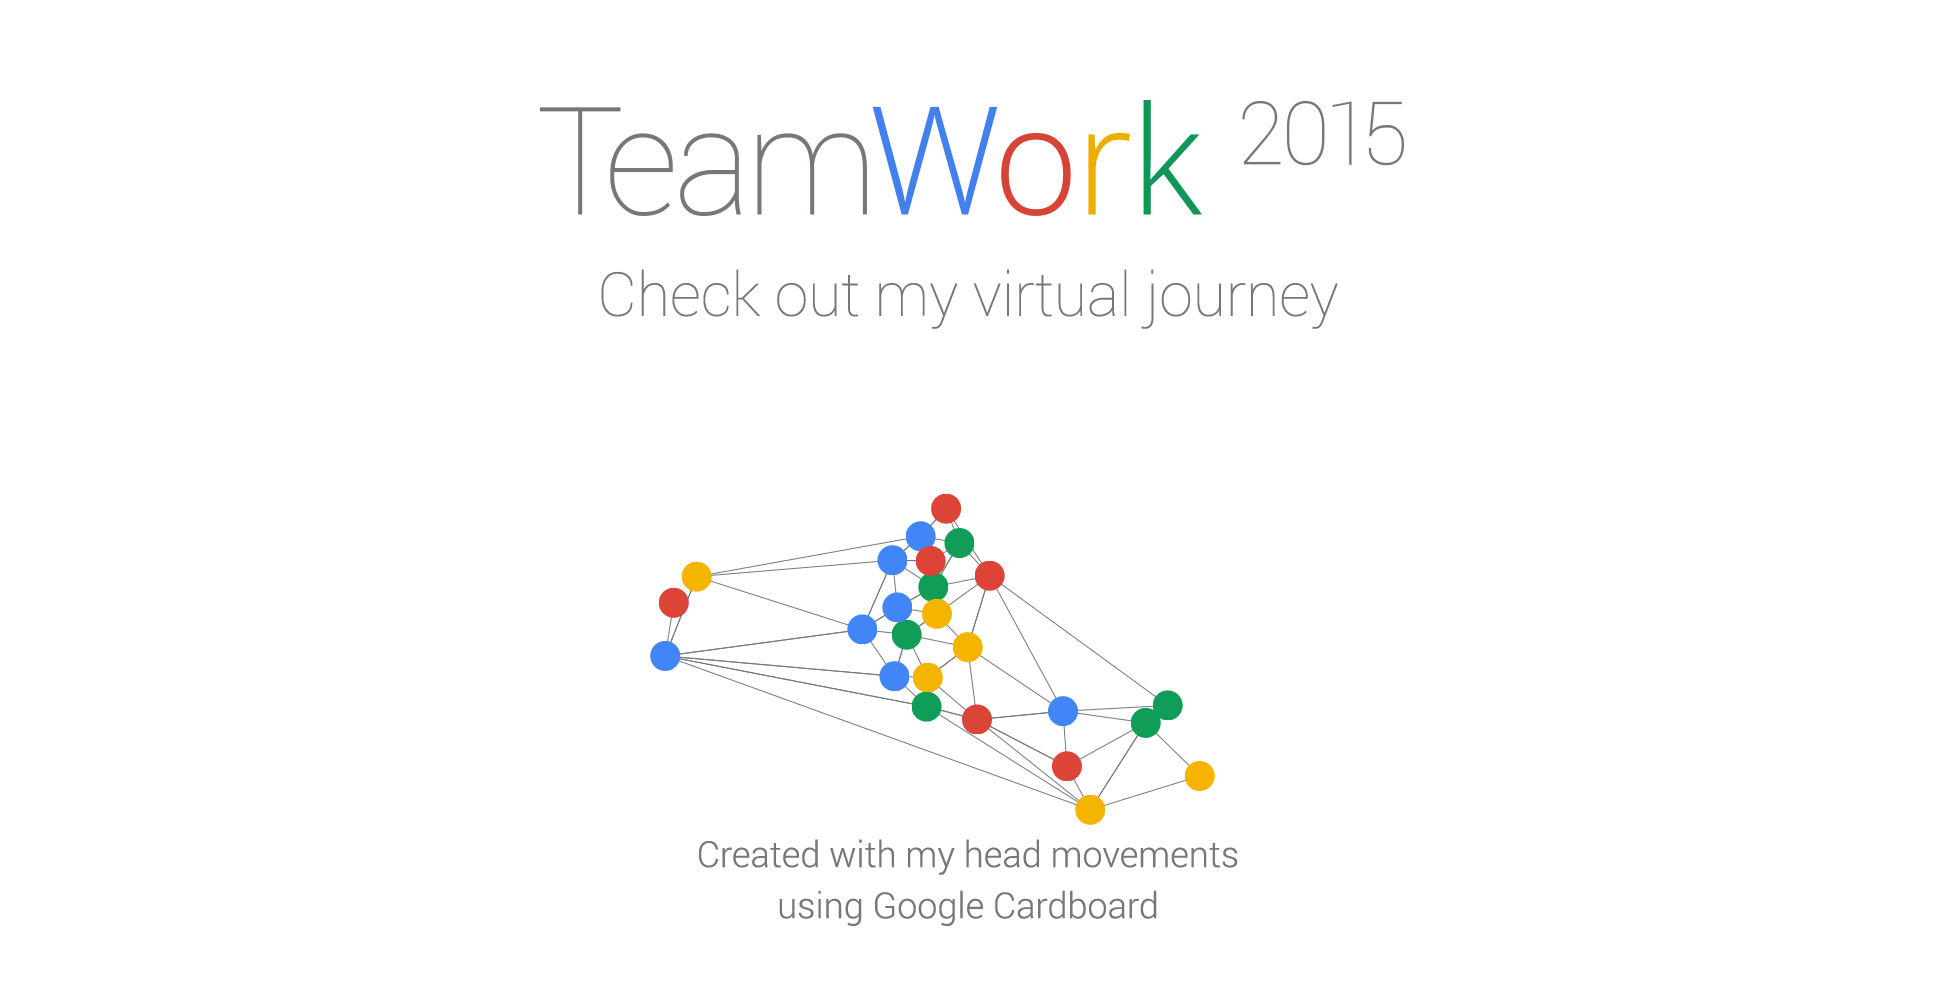 TeamWork 2015
Check out my virtual journey
Created with my head movements
using Google Cardboard